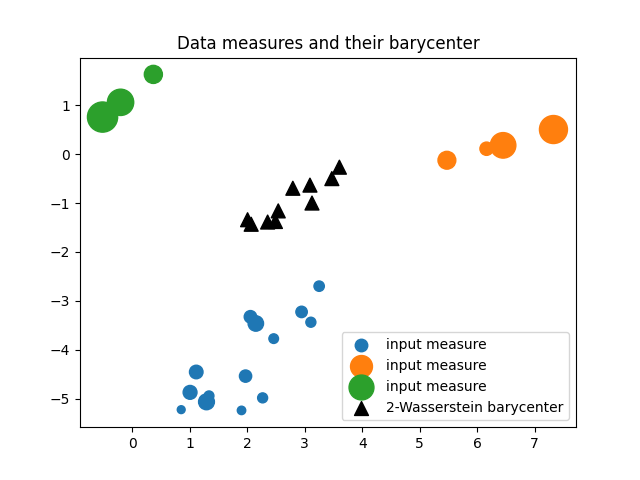 Data measures and their barycenter
1
0
−1
−2
−3
−4
−5
input measure
input measure
input measure
2-Wasserstein barycenter
0 1 2 3 4 5 6 7